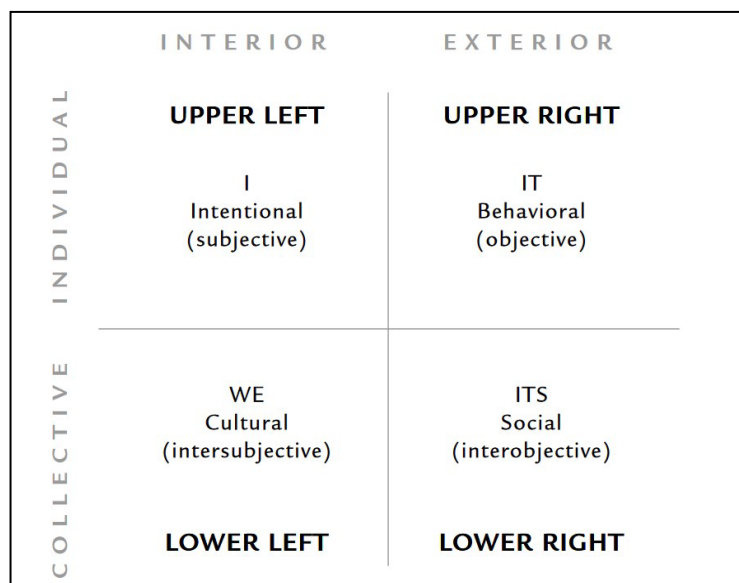 INTERIOR EXTERIOR
INDIVIDUAL
UPPER LEFT
I
Intentional
(subjective)
UPPER RIGHT
IT
Behavioral
(objective)
COLLECTIVE
WE
Cultural
(intersubjective)
LOWER LEFT
ITS
Social
(interobjective)
LOWER RIGHT